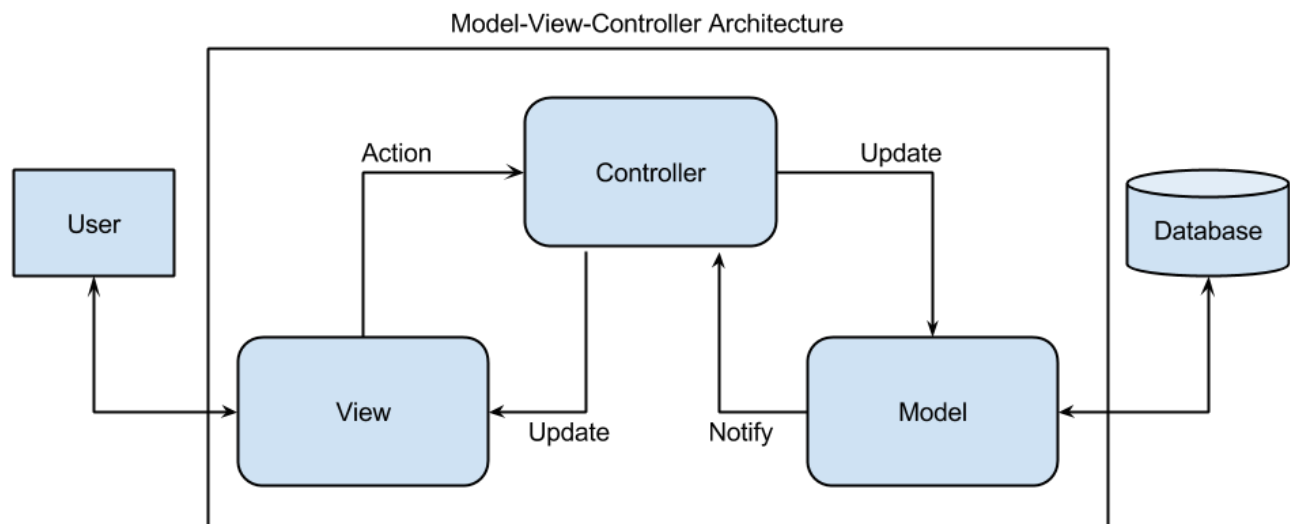 Model-View-Controller Architecture
Action
Controller
Update
User
Database
View
Update
Notify
Model